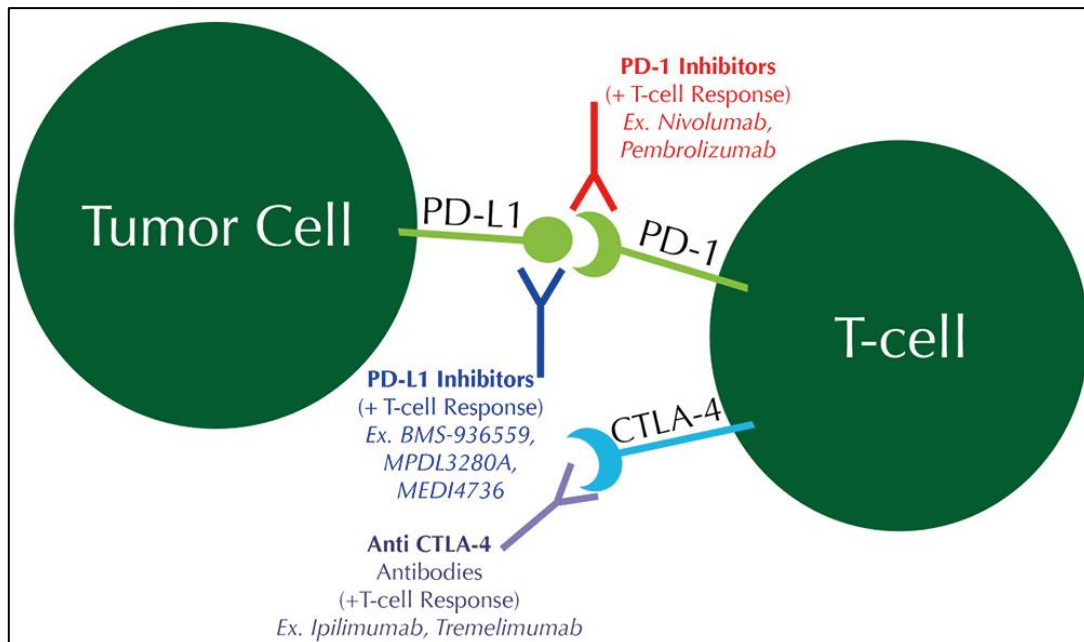 PD-1 Inhibitors
(+ T-cell Response)
Ex. Nivolumab,
Pembrolizumab
Tumor Cell
PD-L1
PD-1
T-cell
PD-L1 Inhibitors
(+ T-cell Response)
Ex. BMS-936559,
MPDL3280A,
MEDI4736
CTLA-4
Anti CTLA-4
Antibodies
(+T-cell Response)
Ex. Ipilimumab, Tremelimumab